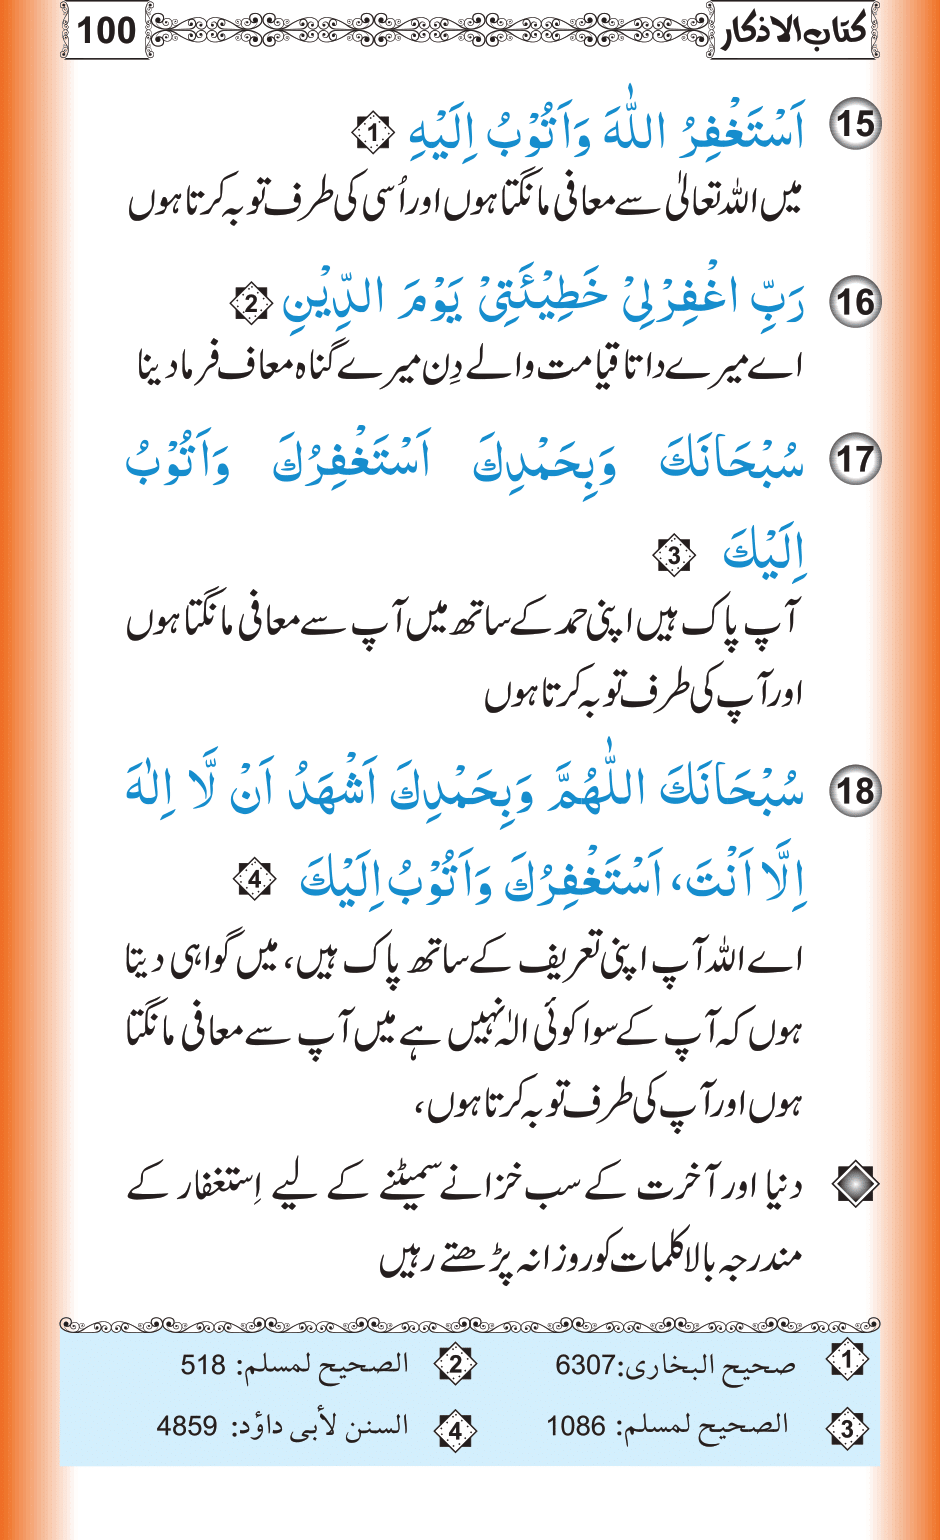 کتاب الاذکار 100
15 اَسْتَغْفِرُ اللّٰهَ وَاَتُوْبُ اِلَيْهِ 1
میں اللہ تعالیٰ سے معافی مانگتا ہوں اور اُسی کی طرف توبہ کرتا ہوں
16 رَبِّ اغْفِرْلِیْ خَطِيْئَتِیْ يَوْمَ الدِّيْنِ 2
اے میرے داتا قیامت والے دِن میرے گناہ معاف فرما دینا
17 سُبْحَانَكَ وَبِحَمْدِكَ اَسْتَغْفِرُكَ وَاَتُوْبُ
اِلَيْكَ 3
آپ پاک ہیں اپنی حمد کے ساتھ میں آپ سے معافی مانگتا ہوں
اور آپ کی طرف توبہ کرتا ہوں
18 سُبْحَانَكَ اللّٰهُمَّ وَبِحَمْدِكَ اَشْهَدُ اَنْ لَّا اِلٰهَ
اِلَّا اَنْتَ، اَسْتَغْفِرُكَ وَاَتُوْبُ اِلَيْكَ 4
اے اللہ آپ اپنی تعریف کے ساتھ پاک ہیں، میں گواہی دیتا
ہوں کہ آپ کے سوا کوئی الٰہ نہیں ہے میں آپ سے معافی مانگتا
ہوں اور آپ کی طرف توبہ کرتا ہوں،
دنیا اور آخرت کے سب خزانے سمیٹنے کے لیے اِستغفار کے
مندرجہ بالا کلمات کو روزانہ پڑھتے رہیں
1 صحیح البخاری:6307 2 الصحیح لمسلم: 518
3 الصحیح لمسلم: 1086 4 السنن لأبی داؤد: 4859